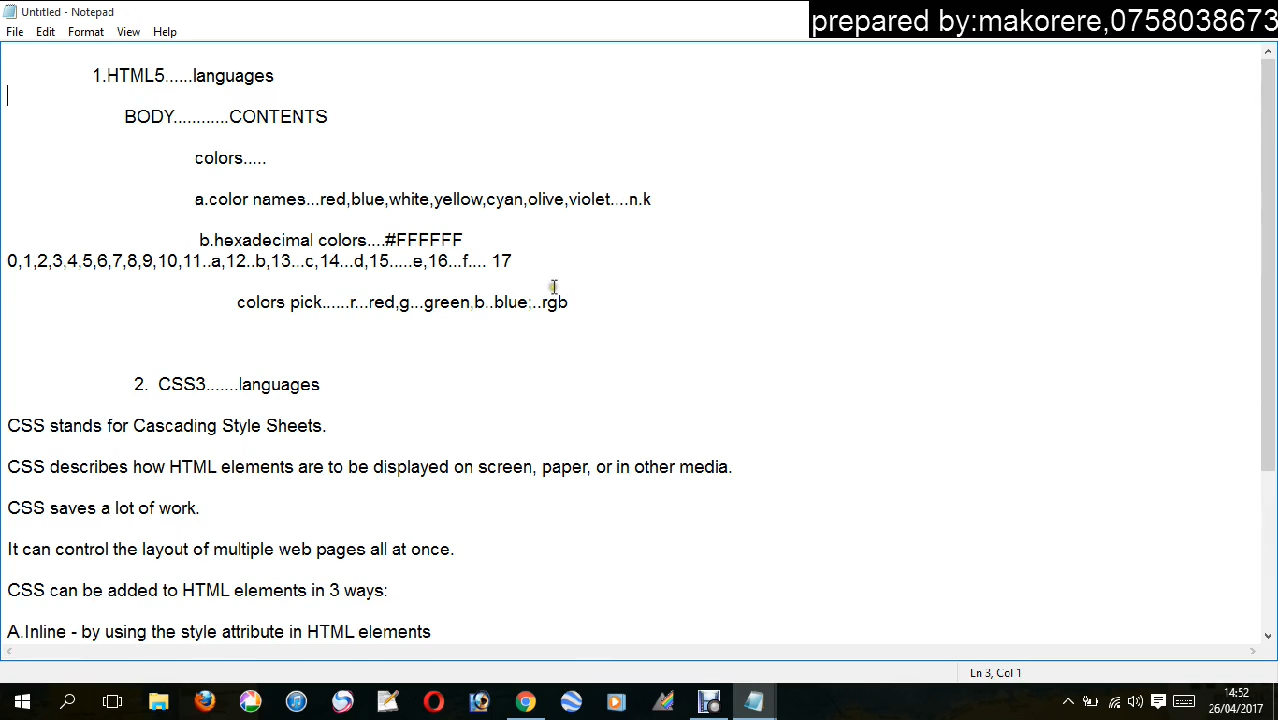 Untitled - Notepad
prepared by:makorere,0758038673
File Edit Format View Help
1.HTML5......languages
BODY............CONTENTS
colors.....
a.color names...red,blue,white,yellow,cyan,olive,violet....n.k
b.hexadecimal colors....#FFFFFF
0,1,2,3,4,5,6,7,8,9,10,11..a,12..b,13...c,14...d,15.....e,16...f.... 17
colors pick......r...red,g...green,b..blue;..rgb
2. CSS3.......languages
CSS stands for Cascading Style Sheets.
CSS describes how HTML elements are to be displayed on screen, paper, or in other media.
CSS saves a lot of work.
It can control the layout of multiple web pages all at once.
CSS can be added to HTML elements in 3 ways:
A.Inline - by using the style attribute in HTML elements
Ln 3, Col 1
14:52
26/04/2017